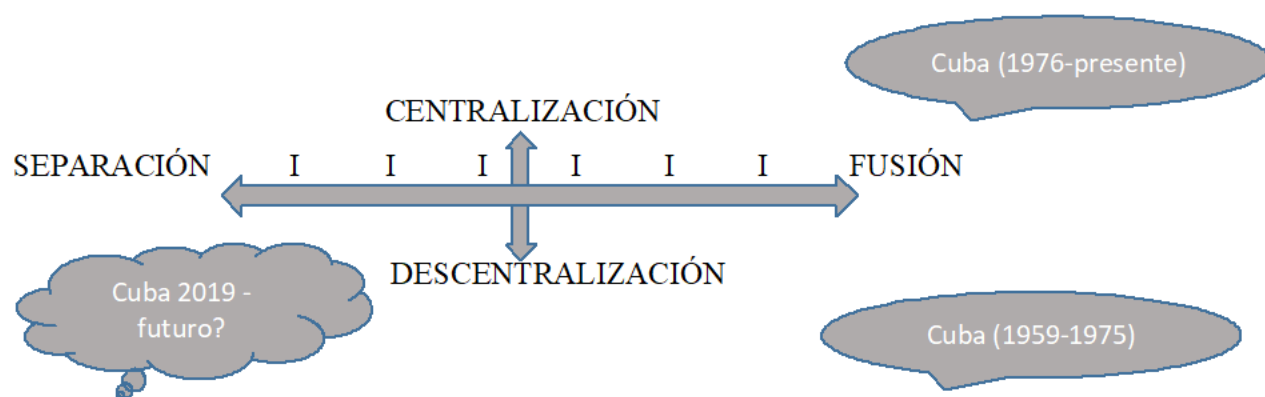 Cuba (1976-presente)
CENTRALIZACIÓN
SEPARACIÓN I I I I I I FUSIÓN
DESCENTRALIZACIÓN
Cuba 2019 -
futuro?
Cuba (1959-1975)